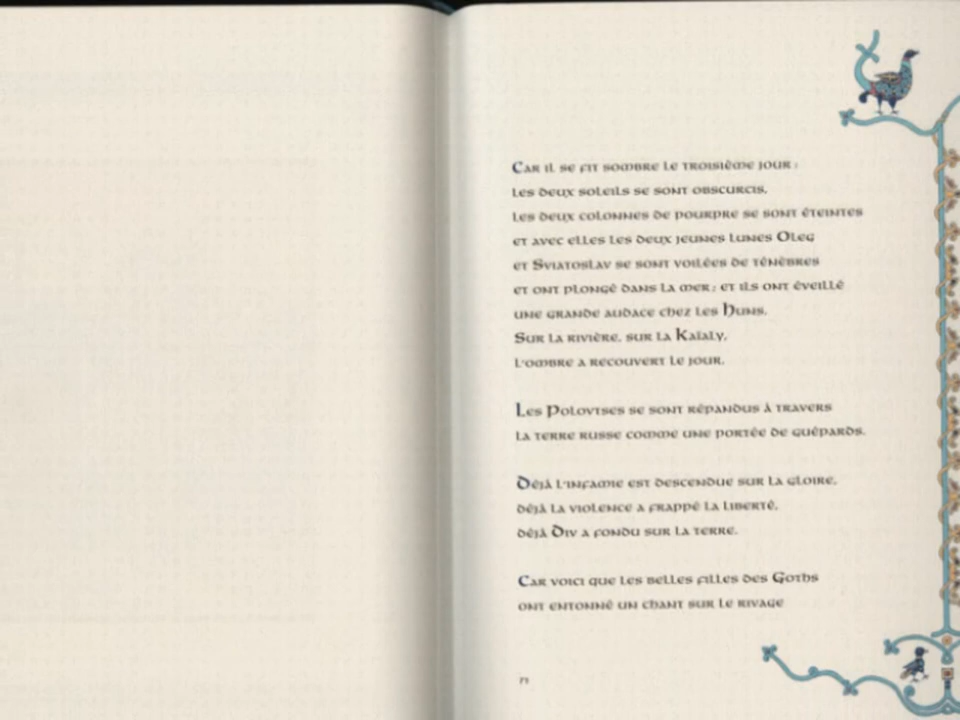 Car il se fit sombre le troisième jour :
les deux soleils se sont obscurcis,
les deux colonnes de pourpre se sont éteintes
et avec elles les deux jeunes lunes Oleg
et Sviatoslav se sont voilées de ténèbres
et ont plongé dans la mer ; et ils ont éveillé
une grande audace chez les Huns.
Sur la rivière, sur la Kaïaly,
l'ombre a recouvert le jour.
Les Polovtses se sont répandus à travers
la terre russe comme une portée de guépards.
Déjà l'infamie est descendue sur la gloire,
déjà la violence a frappé la liberté,
déjà Div a fondu sur la terre.
Car voici que les belles filles des Goths
ont entonné un chant sur le rivage